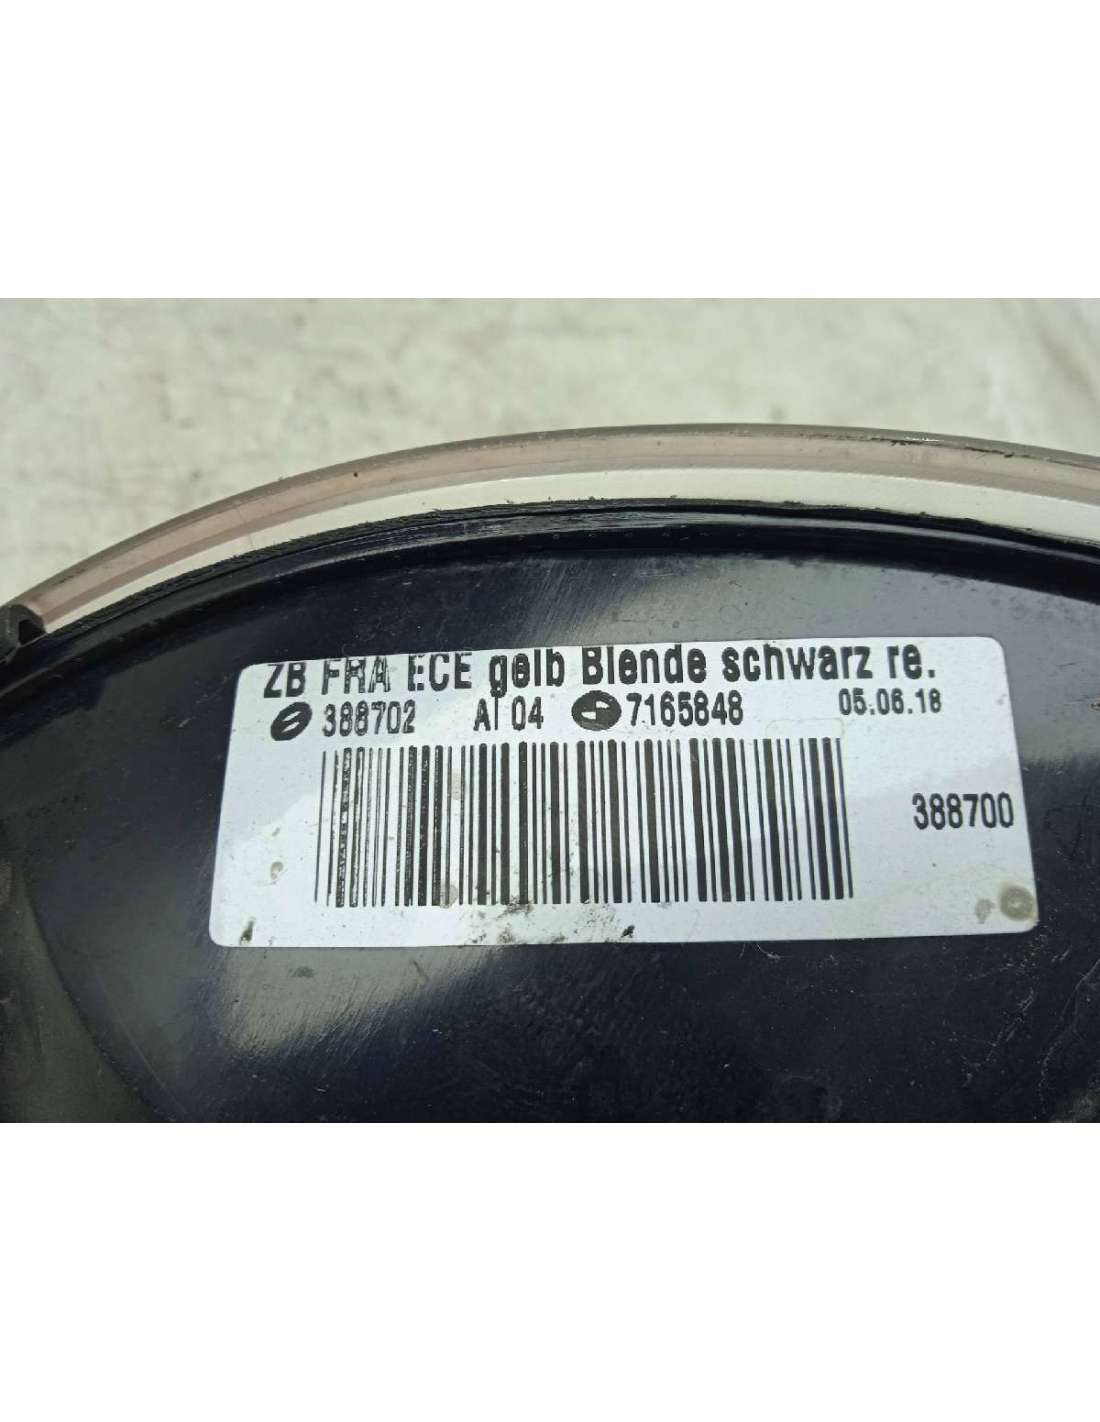 ZB FRA ECE gelb Blende schwarz re.
388702 AI 04 7165848 05.06.18
388700